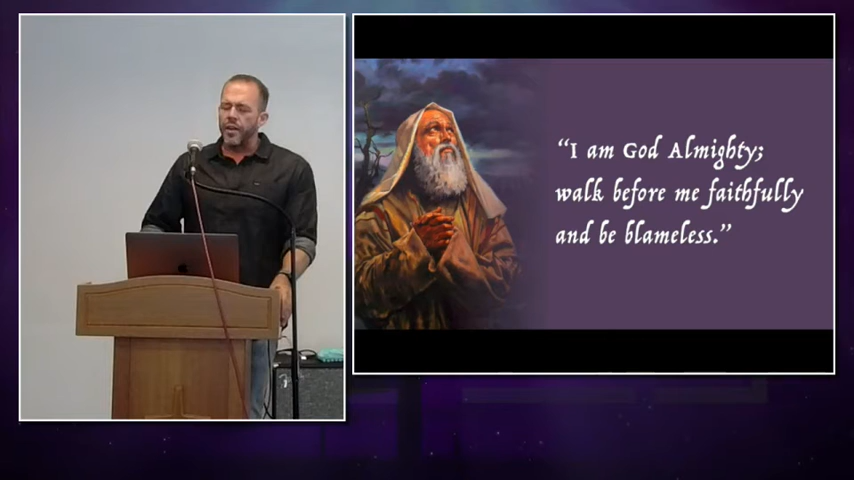 “I am God Almighty;
walk before me faithfully
and be blameless.”